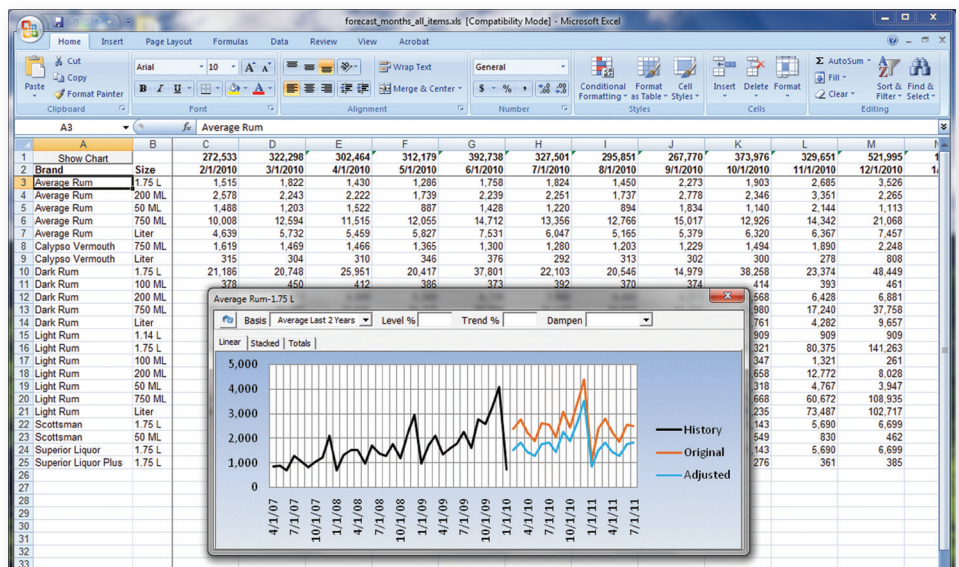 forecast_months_all_items.xls [Compatibility Mode] - Microsoft Excel
Home Insert Page Layout Formulas Data Review View Acrobat
Paste
Cut
Copy
Format Painter
Clipboard
Arial 10
B I U
Font
Wrap Text
Merge & Center
Alignment
General
$ % ,
Number
Conditional Formatting
Format as Table
Cell Styles
Styles
Insert Delete Format
Cells
Σ AutoSum
Fill
Clear
Sort & Filter
Find & Select
Editing
A3 fx Average Rum
A B C D E F G H I J K L M N
1 Show Chart 272,533 322,298 302,464 312,179 392,738 327,501 295,851 267,770 373,976 329,651 521,995 1
2 Brand Size 2/1/2010 3/1/2010 4/1/2010 5/1/2010 6/1/2010 7/1/2010 8/1/2010 9/1/2010 10/1/2010 11/1/2010 12/1/2010 1/
3 Average Rum 1.75 L 1,515 1,822 1,430 1,286 1,758 1,824 1,450 2,273 1,903 2,685 3,526
4 Average Rum 200 ML 2,578 2,243 2,222 1,739 2,239 2,251 1,737 2,778 2,346 3,351 2,265
5 Average Rum 50 ML 1,488 1,203 1,522 887 1,428 1,220 894 1,834 1,140 2,144 1,113
6 Average Rum 750 ML 10,008 12,594 11,515 12,055 14,712 13,356 12,766 15,017 12,926 14,342 21,068
7 Average Rum Liter 4,639 5,732 5,459 5,827 7,531 6,047 5,165 5,379 6,320 6,367 7,457
8 Calypso Vermouth 750 ML 1,619 1,469 1,466 1,365 1,300 1,280 1,203 1,229 1,494 1,890 2,248
9 Calypso Vermouth Liter 315 304 310 346 376 292 313 302 300 278 808
10 Dark Rum 1.75 L 21,186 20,748 25,951 20,417 37,801 22,103 20,546 14,979 38,258 23,374 48,449
11 Dark Rum 100 ML 378 450 412 386 373 392 370 374 414 393 461
12 Dark Rum 200 ML 568 6,428 6,881
13 Dark Rum 750 ML 980 17,240 37,758
14 Dark Rum Liter 761 4,282 9,657
15 Light Rum 1.14 L 909 909 909
16 Light Rum 1.75 L 321 80,375 141,263
17 Light Rum 100 ML 347 1,321 261
18 Light Rum 200 ML 658 12,772 8,028
19 Light Rum 50 ML 318 4,767 3,947
20 Light Rum 750 ML 668 60,672 108,935
21 Light Rum Liter 235 73,487 102,717
22 Scottsman 1.75 L 143 5,690 6,699
23 Scottsman 50 ML 549 830 462
24 Superior Liquor 1.75 L 143 5,690 6,699
25 Superior Liquor Plus 1.75 L 276 361 385
26
27
28
29
30
31
32
33
Average Rum-1.75 L
Basis Average Last 2 Years Level % Trend % Dampen
Linear Stacked Totals
5,000
4,000
3,000
2,000
1,000
0
4/1/07 7/1/07 10/1/07 1/1/08 4/1/08 7/1/08 10/1/08 1/1/09 4/1/09 7/1/09 10/1/09 1/1/10 4/1/10 7/1/10 10/1/10 1/1/11 4/1/11 7/1/11
History
Original
Adjusted